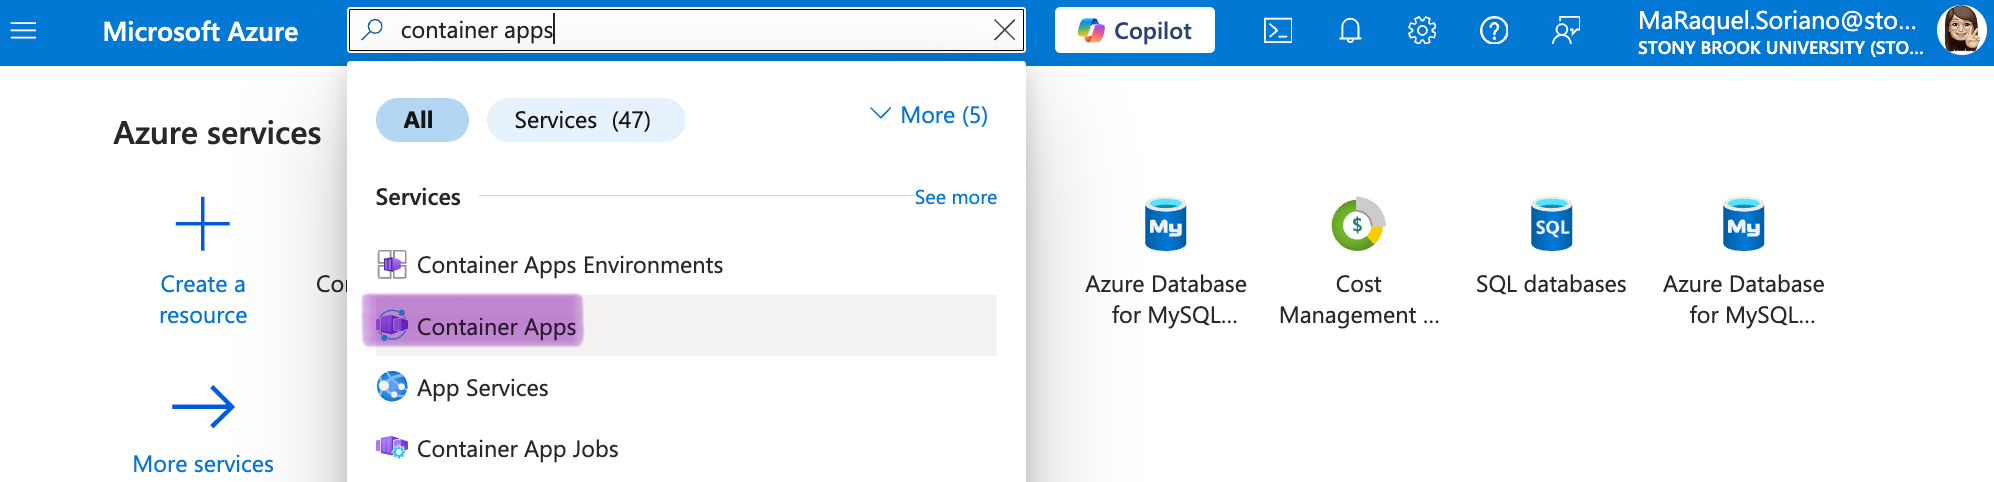 Microsoft Azure
container apps
Copilot
MaRaquel.Soriano@sto...
STONY BROOK UNIVERSITY (STO...
All
Services (47)
More (5)
Azure services
Services
See more
Create a
resource
Container Apps Environments
Container Apps
App Services
Container App Jobs
More services
My
Azure Database
for MySQL...
$
Cost
Management ...
SQL
SQL databases
My
Azure Database
for MySQL...